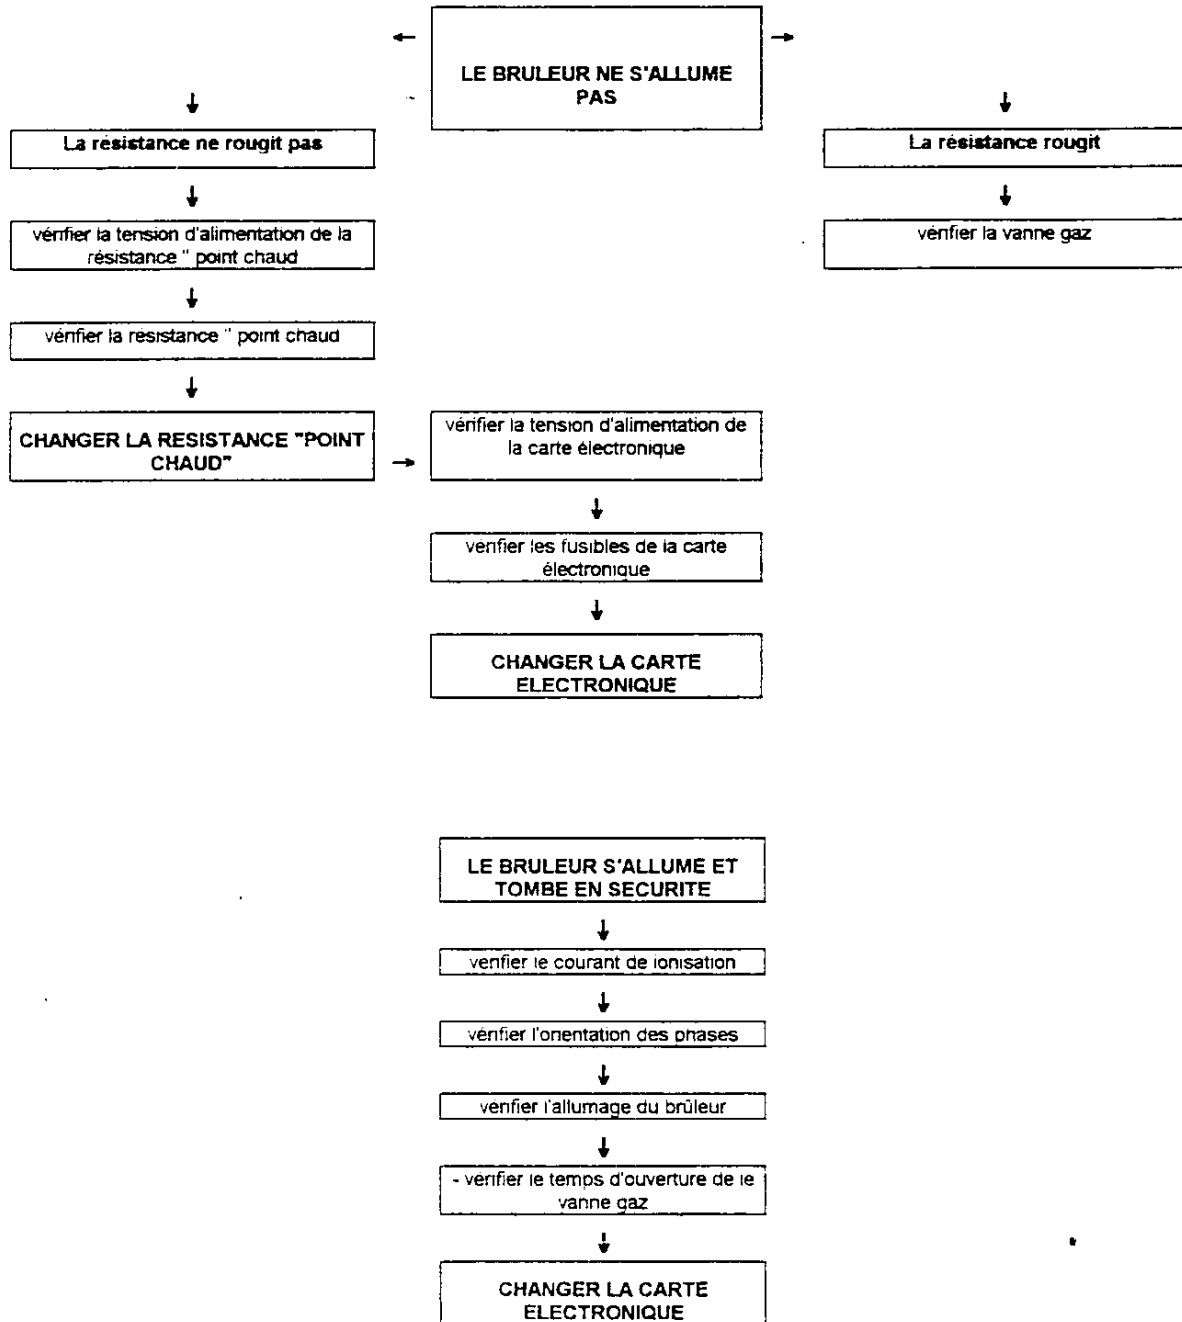 LE BRULEUR NE S'ALLUME
PAS
La résistance ne rougit pas
La résistance rougit
vérifier la tension d'alimentation de la
résistance " point chaud
vérifier la vanne gaz
vérifier la résistance " point chaud
CHANGER LA RESISTANCE "POINT
CHAUD"
vérifier la tension d'alimentation de
la carte électronique
vérifier les fusibles de la carte
électronique
CHANGER LA CARTE
ELECTRONIQUE
LE BRULEUR S'ALLUME ET
TOMBE EN SECURITE
verifier le courant de ionisation
vérifier l'orientation des phases
vérifier l'allumage du brûleur
- vérifier le temps d'ouverture de le
vanne gaz
CHANGER LA CARTE
ELECTRONIQUE